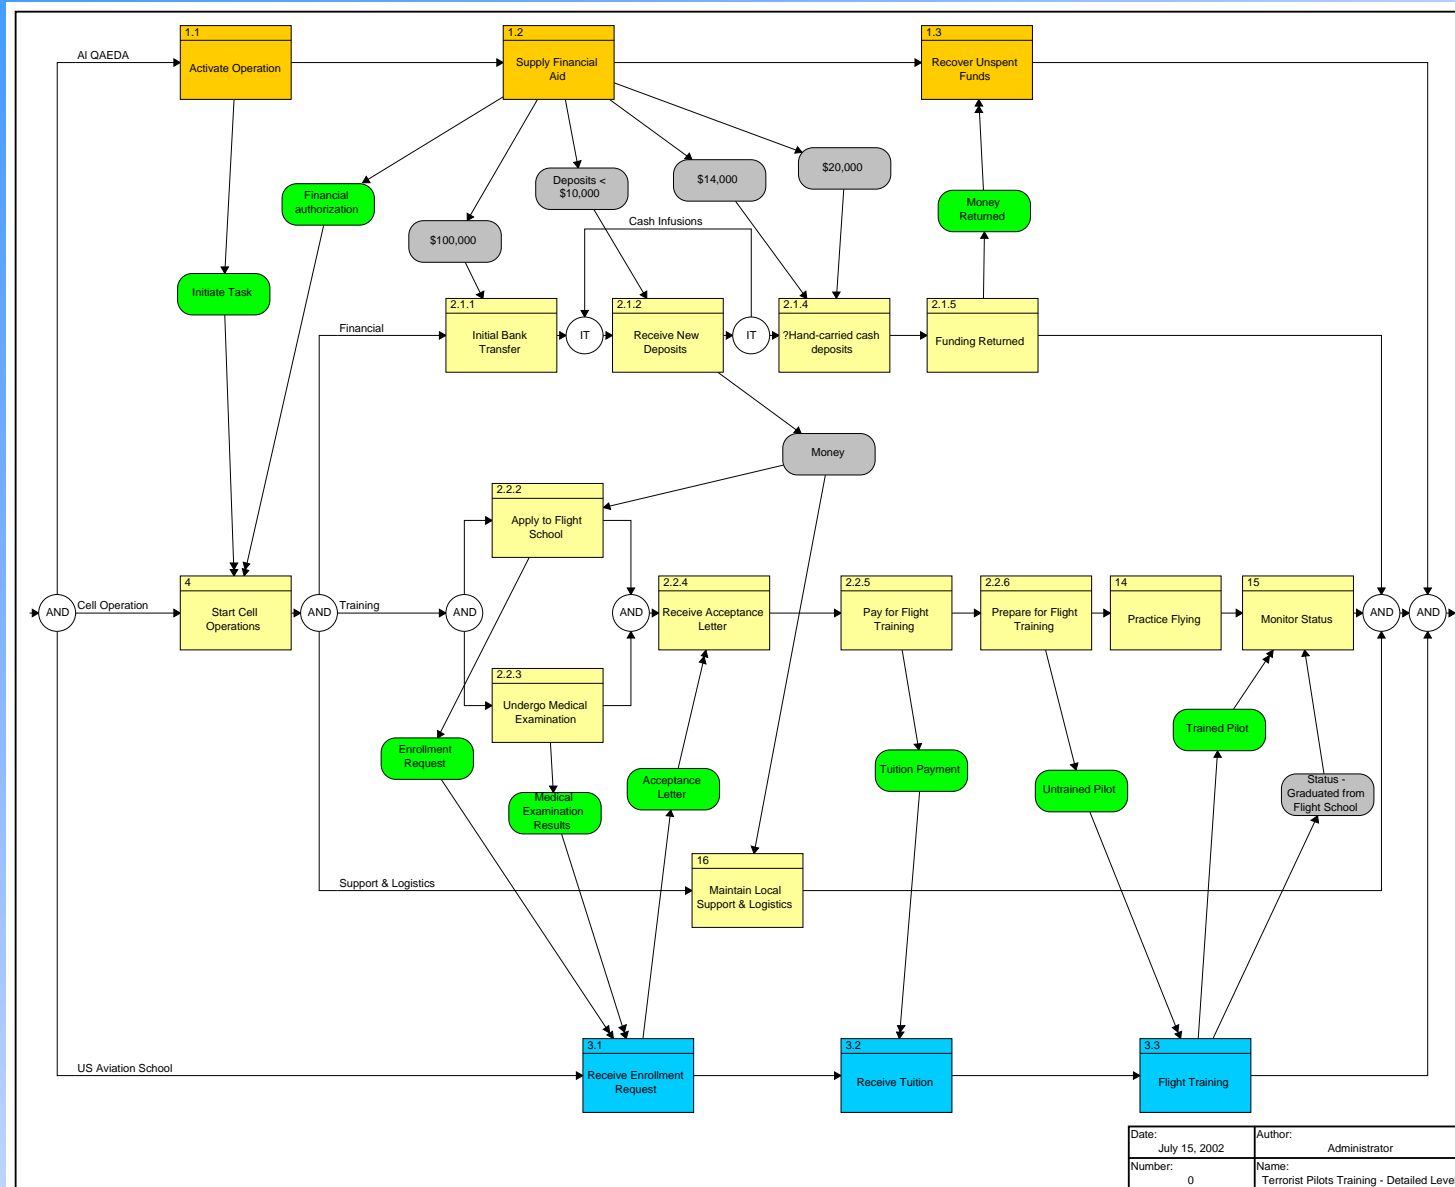 1.1
Activate Operation
1.2
Supply Financial
Aid
1.3
Recover Unspent
Funds
Al QAEDA
Financial
authorization
$100,000
Deposits <
$10,000
$14,000
$20,000
Money
Returned
Cash Infusions
Initiate Task
Financial
2.1.1
Initial Bank
Transfer
IT
2.1.2
Receive New
Deposits
IT
2.1.4
?Hand-carried cash
deposits
2.1.5
Funding Returned
Money
2.2.2
Apply to Flight
School
AND
Cell Operation
4
Start Cell
Operations
AND
Training
AND
AND
2.2.4
Receive Acceptance
Letter
2.2.5
Pay for Flight
Training
2.2.6
Prepare for Flight
Training
14
Practice Flying
15
Monitor Status
AND
AND
2.2.3
Undergo Medical
Examination
Enrollment
Request
Medical
Examination
Results
Acceptance
Letter
Tuition Payment
Untrained Pilot
Trained Pilot
Status -
Graduated from
Flight School
Support & Logistics
16
Maintain Local
Support & Logistics
US Aviation School
3.1
Receive Enrollment
Request
3.2
Receive Tuition
3.3
Flight Training
Date:
July 15, 2002
Author:
Administrator
Number:
0
Name:
Terrorist Pilots Training - Detailed Leve